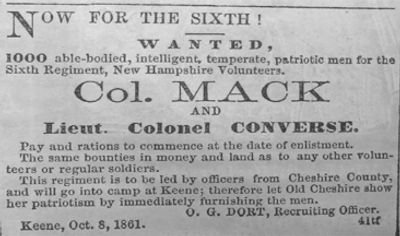 NOW FOR THE SIXTH!
WANTED,
1000 able-bodied, intelligent, temperate, patriotic men for the
Sixth Regiment, New Hampshire Volunteers.
Col. MACK
AND
Lieut. Colonel CONVERSE.
Pay and rations to commence at the date of enlistment.
The same bounties in money and land as to any other volun-
teers or regular soldiers.
This regiment is to be led by officers from Cheshire County,
and will go into camp at Keene; therefore let Old Cheshire show
her patriotism by immediately furnishing the men.
O. G. DORT, Recruiting Officer.
Keene, Oct. 8, 1861. 41tf